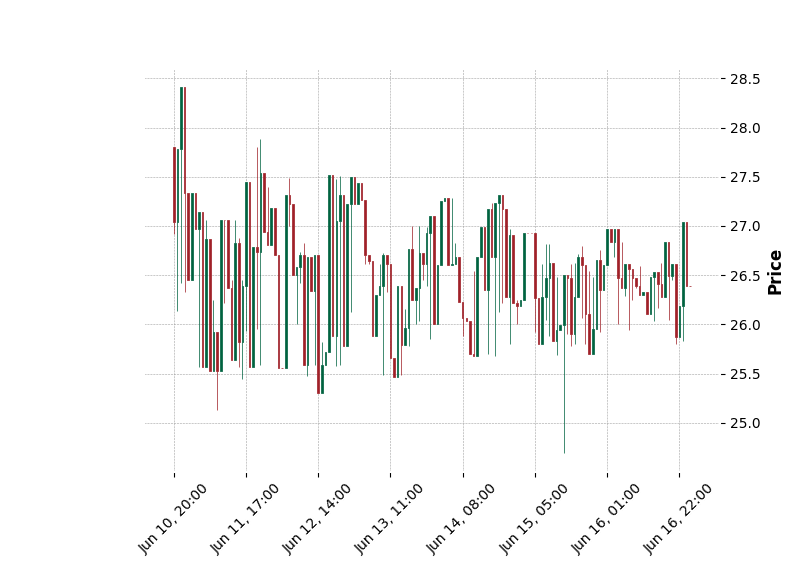 28.5
28.0
27.5
27.0
26.5
26.0
25.5
25.0
Price
Jun 10, 20:00
Jun 11, 17:00
Jun 12, 14:00
Jun 13, 11:00
Jun 14, 08:00
Jun 15, 05:00
Jun 16, 01:00
Jun 16, 22:00